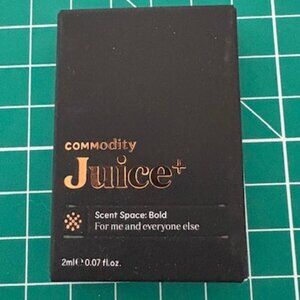 COMModity
Juice+
Scent Space: Bold
For me and everyone else
2ml℮ 0.07 fl.oz.